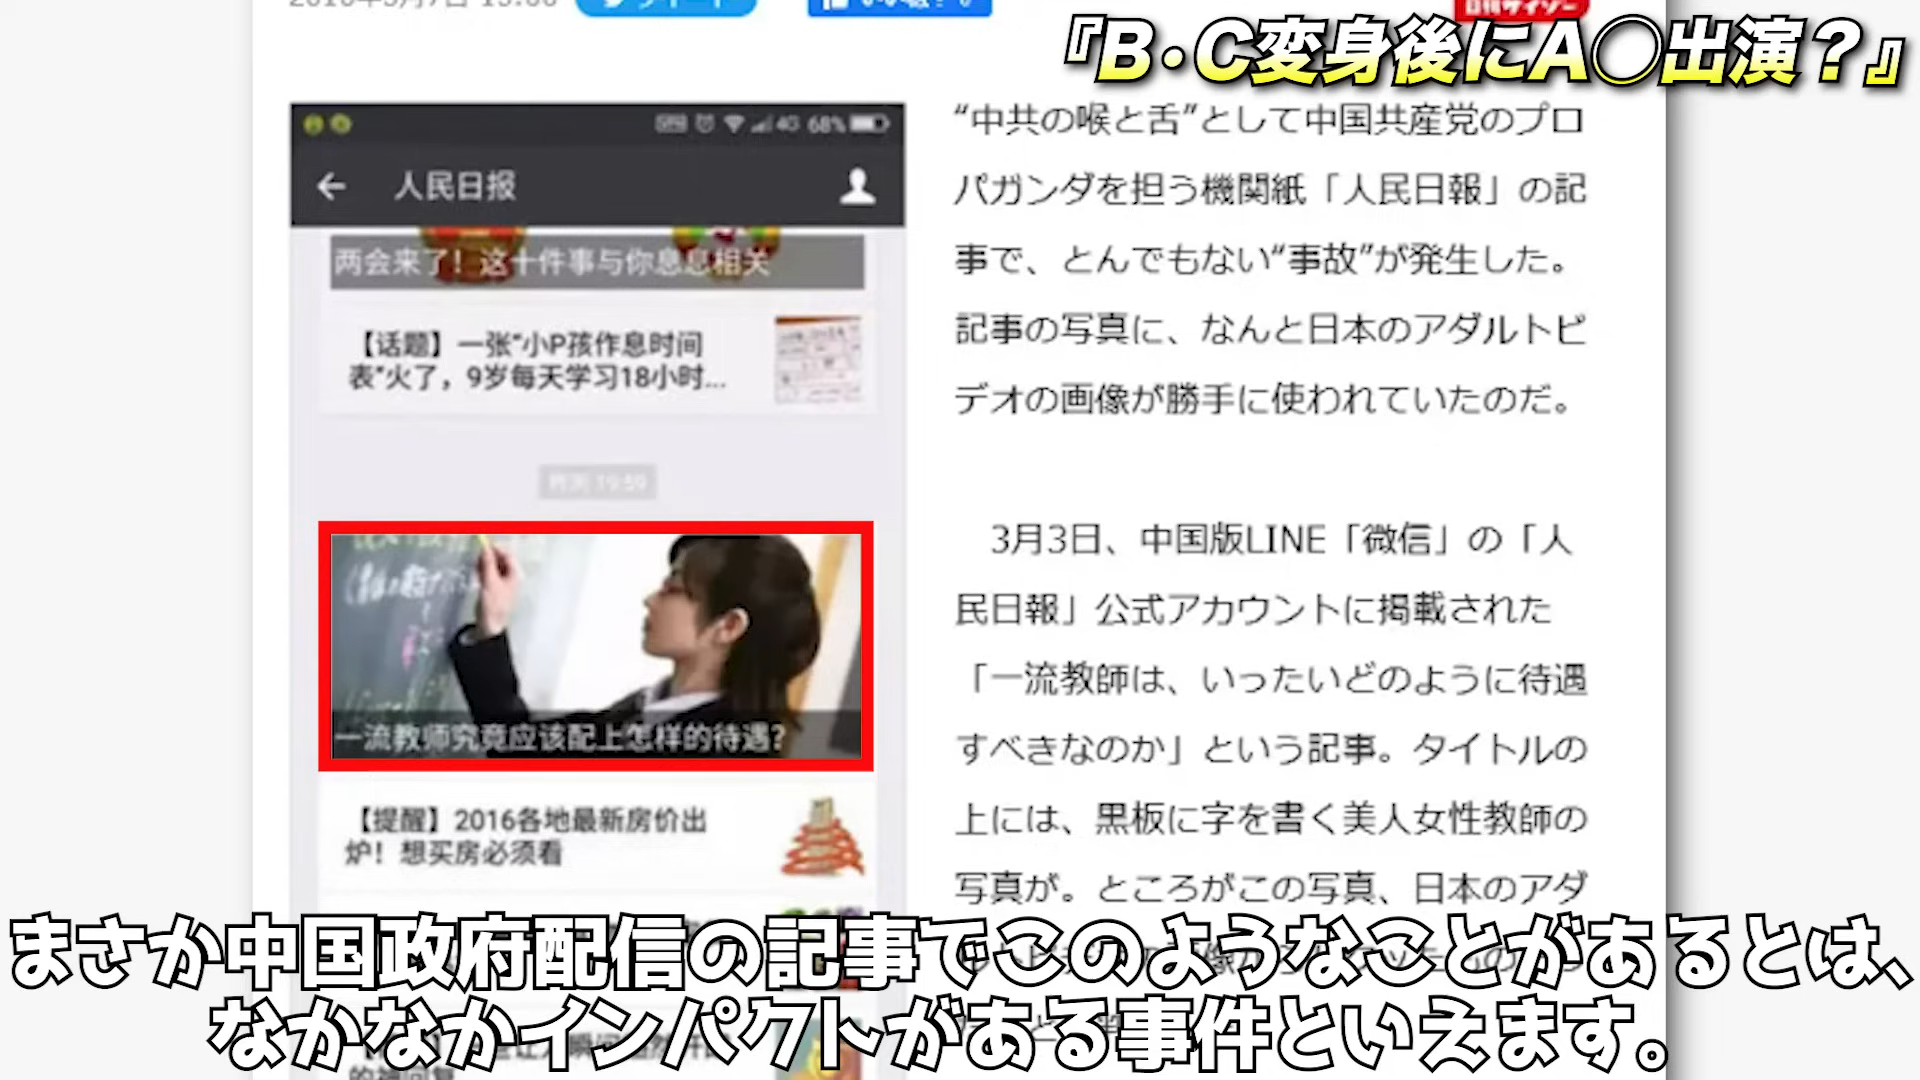 『B・C変身後にA◯出演？』
人民日报
4G 68%
两会来了！这十件事与你息息相关
【话题】一张"小P孩作息时间
表"火了，9岁每天学习18小时...
昨天 19:59
一流教师究竟应该配上怎样的待遇？
【提醒】2016各地最新房价出
炉！想买房必须看
“中共の喉と舌”として中国共産党のプロ
パガンダを担う機関紙「人民日報」の記
事で、とんでもない“事故”が発生した。
記事の写真に、なんと日本のアダルトビ
デオの画像が勝手に使われていたのだ。
3月3日、中国版LINE「微信」の「人
民日報」公式アカウントに掲載された
「一流教師は、いったいどのように待遇
すべきなのか」という記事。タイトルの
上には、黒板に字を書く美人女性教師の
写真が。ところがこの写真、日本のアダ
まさか中国政府配信の記事でこのようなことがあるとは、
なかなかインパクトがある事件といえます。